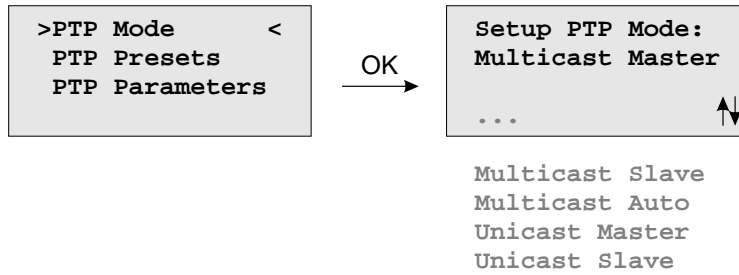 >PTP Mode <
PTP Presets
PTP Parameters
OK
Setup PTP Mode:
Multicast Master
...
Multicast Slave
Multicast Auto
Unicast Master
Unicast Slave